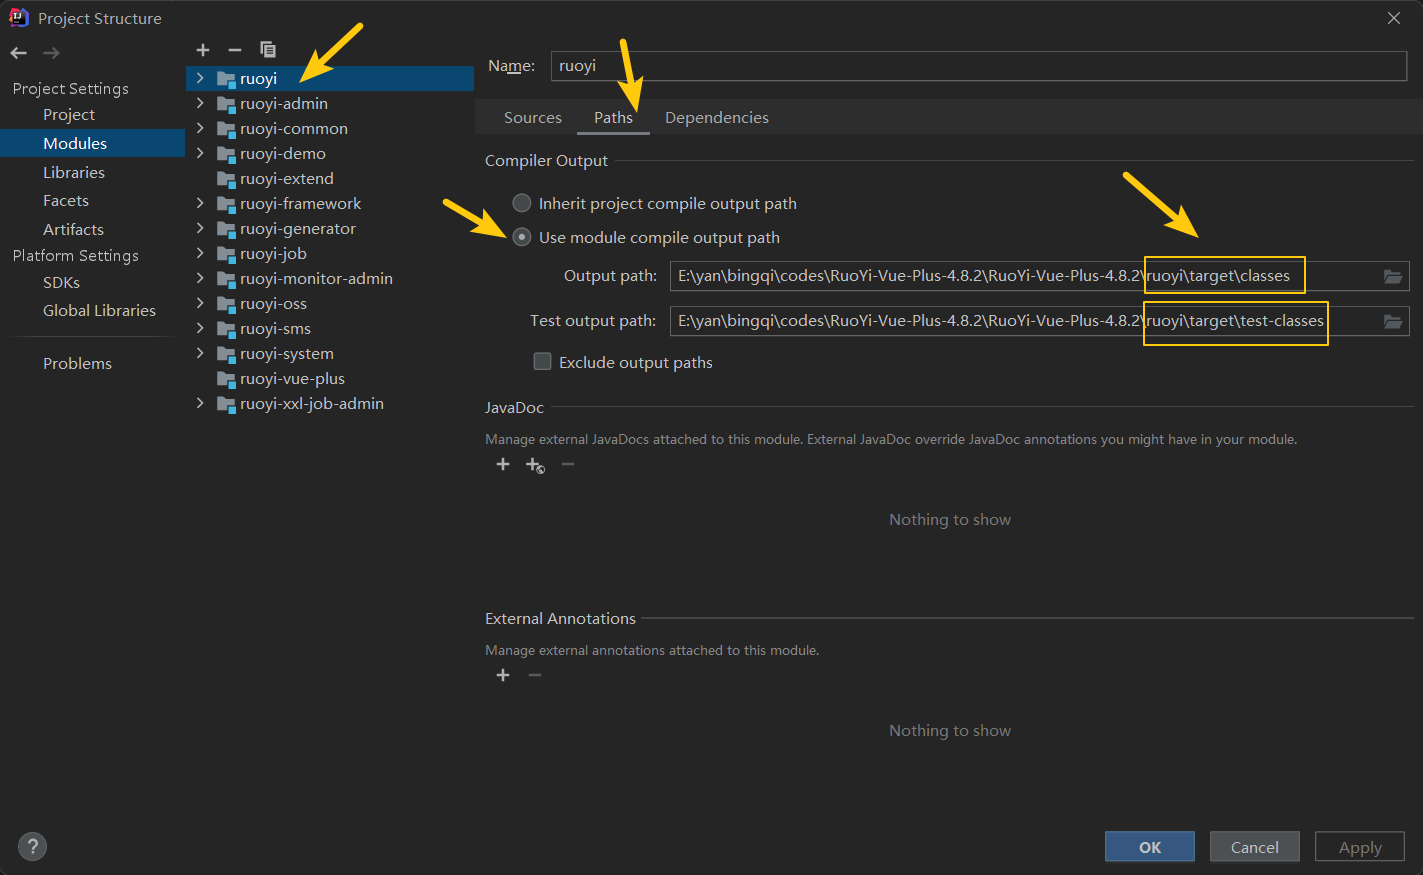 Project Structure
Project Settings
Project
Modules
Libraries
Facets
Artifacts
Platform Settings
SDKs
Global Libraries
Problems
ruoyi
ruoyi-admin
ruoyi-common
ruoyi-demo
ruoyi-extend
ruoyi-framework
ruoyi-generator
ruoyi-job
ruoyi-monitor-admin
ruoyi-oss
ruoyi-sms
ruoyi-system
ruoyi-vue-plus
ruoyi-xxl-job-admin
Name: ruoyi
Sources Paths Dependencies
Compiler Output
Inherit project compile output path
Use module compile output path
Output path: E:\yan\bingqi\codes\RuoYi-Vue-Plus-4.8.2\RuoYi-Vue-Plus-4.8.2\ruoyi\target\classes
Test output path: E:\yan\bingqi\codes\RuoYi-Vue-Plus-4.8.2\RuoYi-Vue-Plus-4.8.2\ruoyi\target\test-classes
Exclude output paths
JavaDoc
Manage external JavaDocs attached to this module. External JavaDoc override JavaDoc annotations you might have in your module.
Nothing to show
External Annotations
Manage external annotations attached to this module.
Nothing to show
? OK Cancel Apply